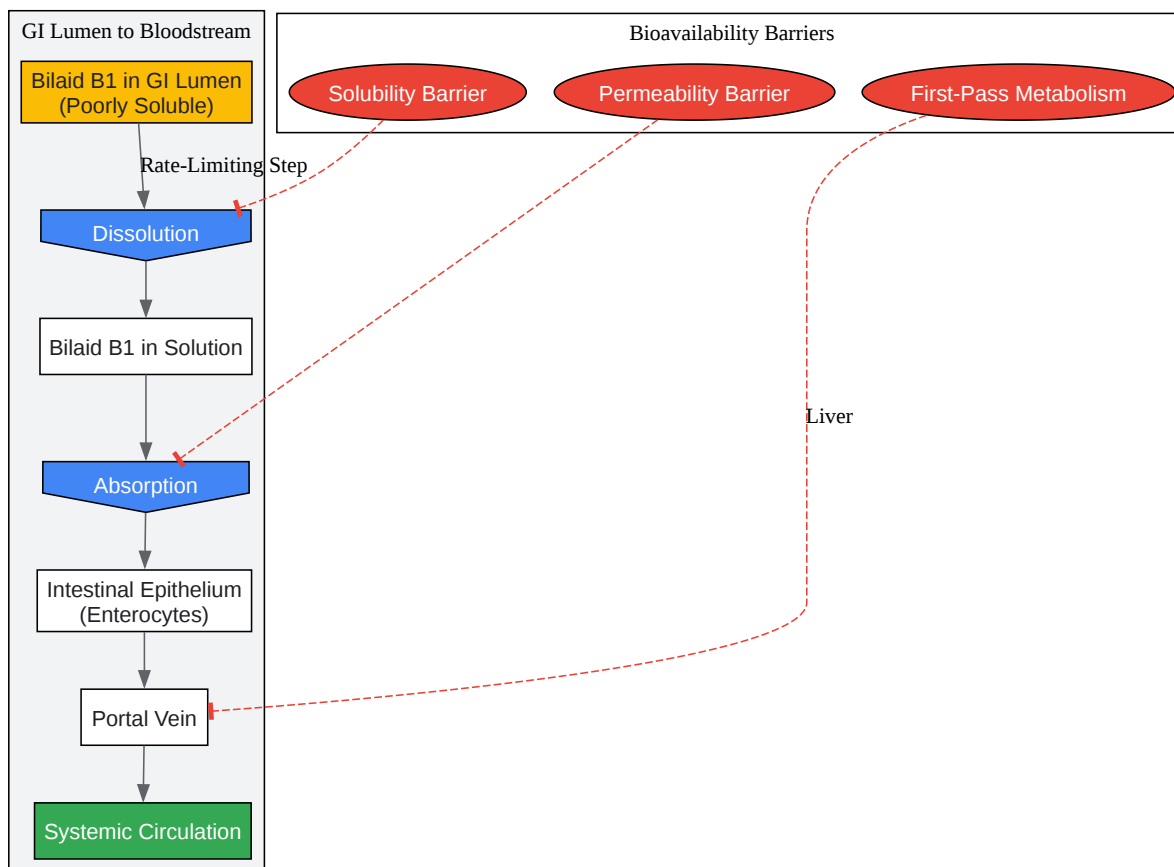 GI Lumen to Bloodstream
Bilaid B1 in GI Lumen
(Poorly Soluble)
Rate-Limiting Step
Dissolution
Bilaid B1 in Solution
Absorption
Intestinal Epithelium
(Enterocytes)
Portal Vein
Systemic Circulation
Bioavailability Barriers
Solubility Barrier
Permeability Barrier
First-Pass Metabolism
Liver